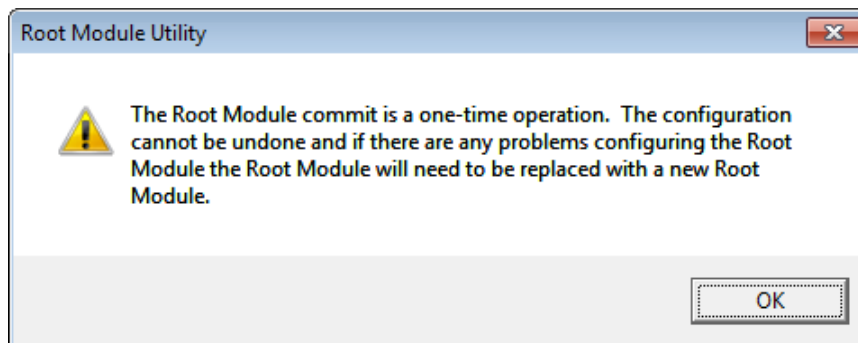 Root Module Utility
The Root Module commit is a one-time operation.  The configuration
cannot be undone and if there are any problems configuring the Root
Module the Root Module will need to be replaced with a new Root
Module.
OK